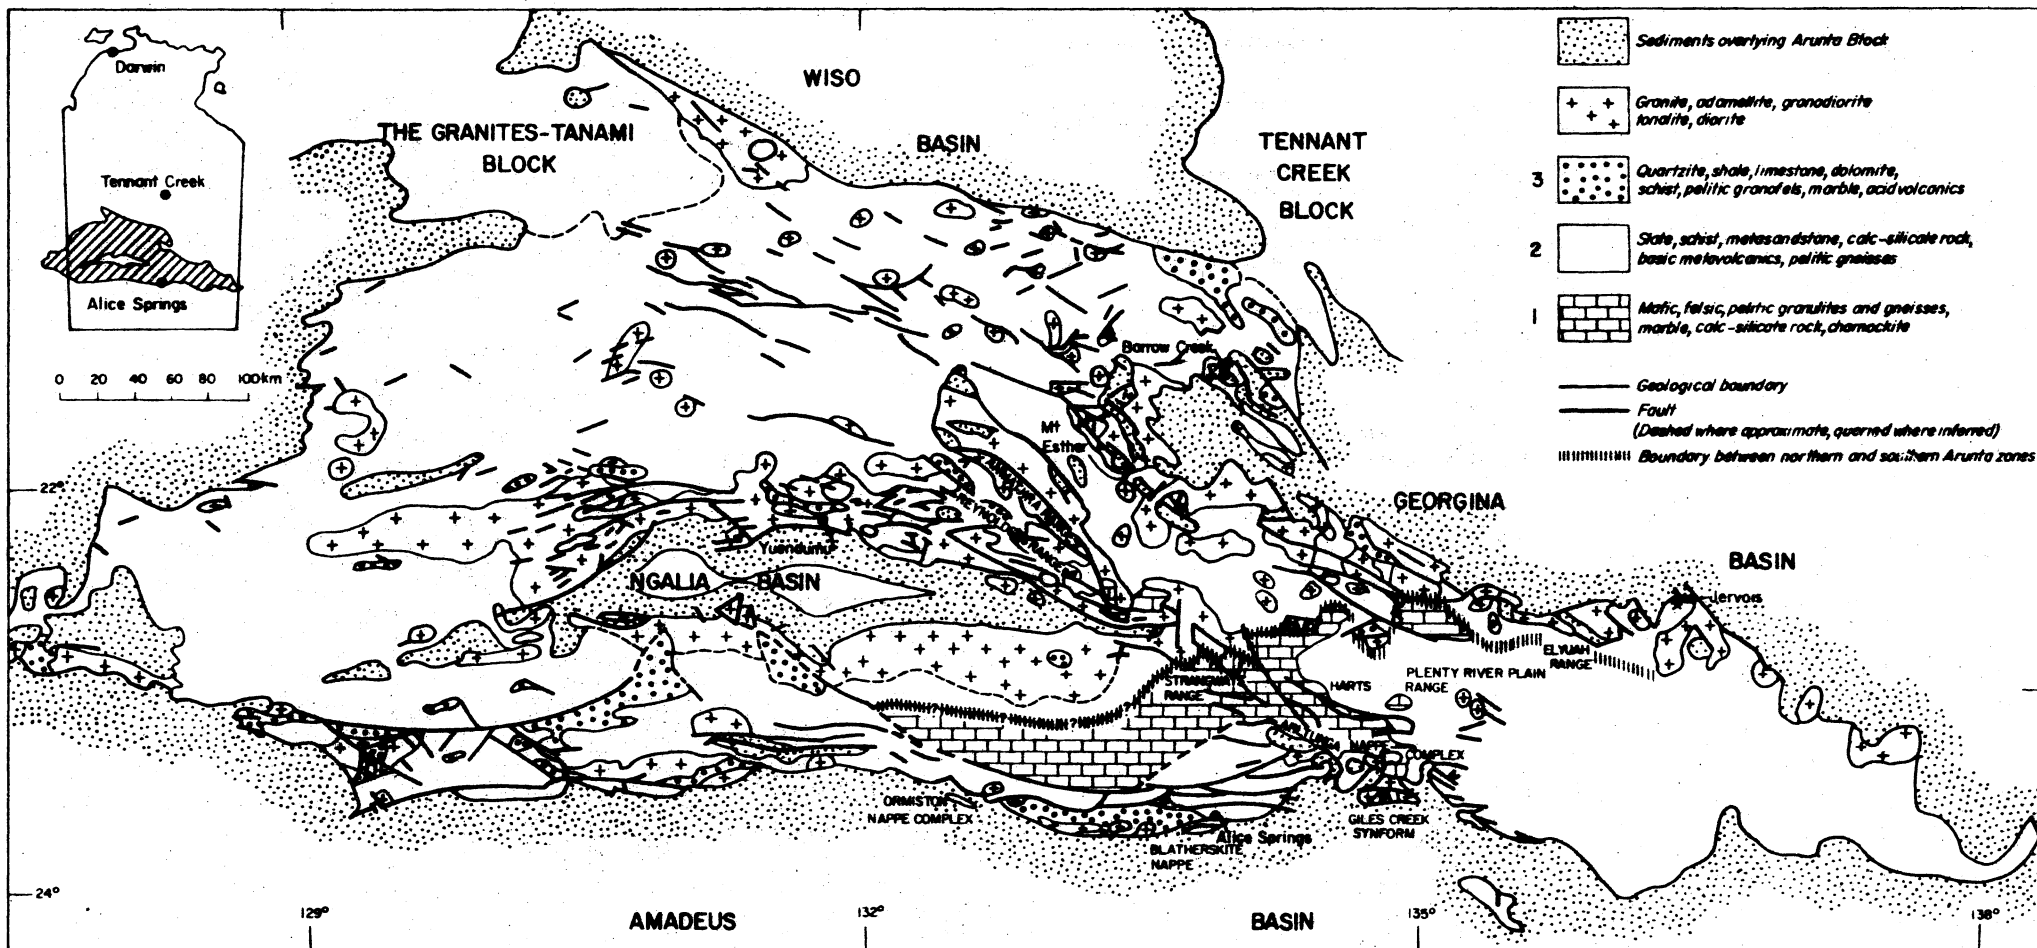 Darwin
Tennant Creek
Alice Springs
0 20 40 60 80 100km
WISO
BASIN
THE GRANITES-TANAMI
BLOCK
TENNANT
CREEK
BLOCK
Sediments overlying Arunta Block
Granite, adamellite, granodiorite
tonalite, diorite
3
Quartzite, shale, limestone, dolomite,
schist, pelitic granofels, marble, acid volcanics
2
Slate, schist, metasandstone, calc-silicate rock,
basic metavolcanics, pelitic gneisses
1
Mafic, felsic, pelitic granulites and gneisses,
marble, calc-silicate rock, charnockite
Geological boundary
Fault
(Dashed where approximate, queried where inferred)
Boundary between northern and southern Arunta zones
Barrow Creek
Mt
Esther
22°
GEORGINA
BASIN
REYNOLDS RANGE
Yuendumu
NGALIA BASIN
Jervois
ELYUAH
RANGE
PLENTY RIVER PLAIN
HARTS RANGE
RANGE
ARLTUNGA NAPPE
COMPLEX
ORMISTON
NAPPE COMPLEX
GILES CREEK
SYNFORM
Alice Springs
BLATHERSKITE
NAPPE
24°
129°
132°
135°
138°
AMADEUS
BASIN